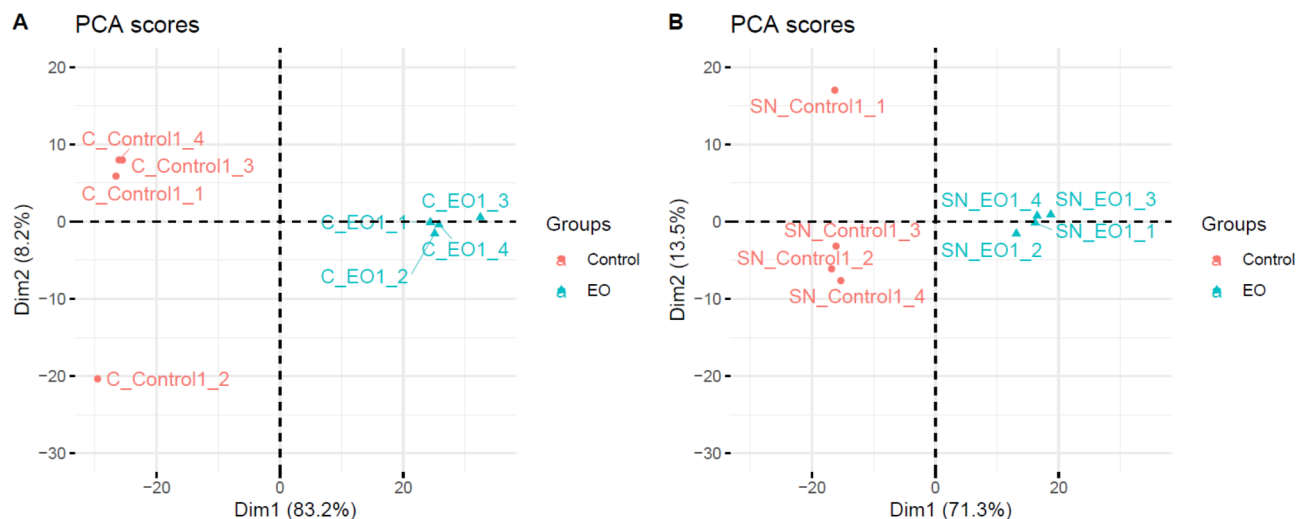 A
PCA scores
20
10
0
−10
−20
−30
−20
0
20
Dim2 (8.2%)
Dim1 (83.2%)
C_Control1_4
C_Control1_3
C_Control1_1
C_Control1_2
C_EO1_3
C_EO1_1
C_EO1_4
C_EO1_2
Groups
a Control
a EO
B
PCA scores
20
10
0
−10
−20
−30
−20
0
20
Dim2 (13.5%)
Dim1 (71.3%)
SN_Control1_1
SN_EO1_4
SN_EO1_3
SN_Control1_3
SN_EO1_1
SN_EO1_2
SN_Control1_2
SN_Control1_4
Groups
a Control
a EO